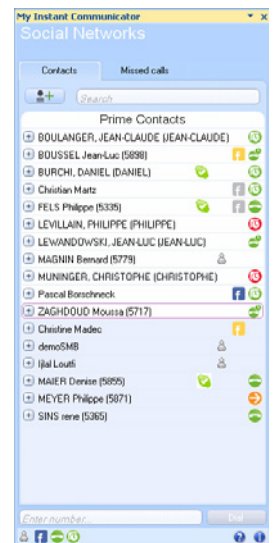 My Instant Communicator
Social Networks
Contacts Missed calls
Search
Prime Contacts
BOULANGER, JEAN-CLAUDE (JEAN-CLAUDE)
BOUSSEL Jean-Luc (5898)
BURCHI, DANIEL (DANIEL)
Christian Martz
FELS Philippe (5335)
LEVILLAIN, PHILIPPE (PHILIPPE)
LEWANDOWSKI, JEAN-LUC (JEAN-LUC)
MAGNIN Bernard (5779)
MUNINGER, CHRISTOPHE (CHRISTOPHE)
Pascal Borschneck
ZAGHDOUD Moussa (5717)
Christine Madec
demoSMB
Ijlal Loutfi
MAIER Denise (5855)
MEYER Philippe (5871)
SINS rene (5365)
Enter number... Dial